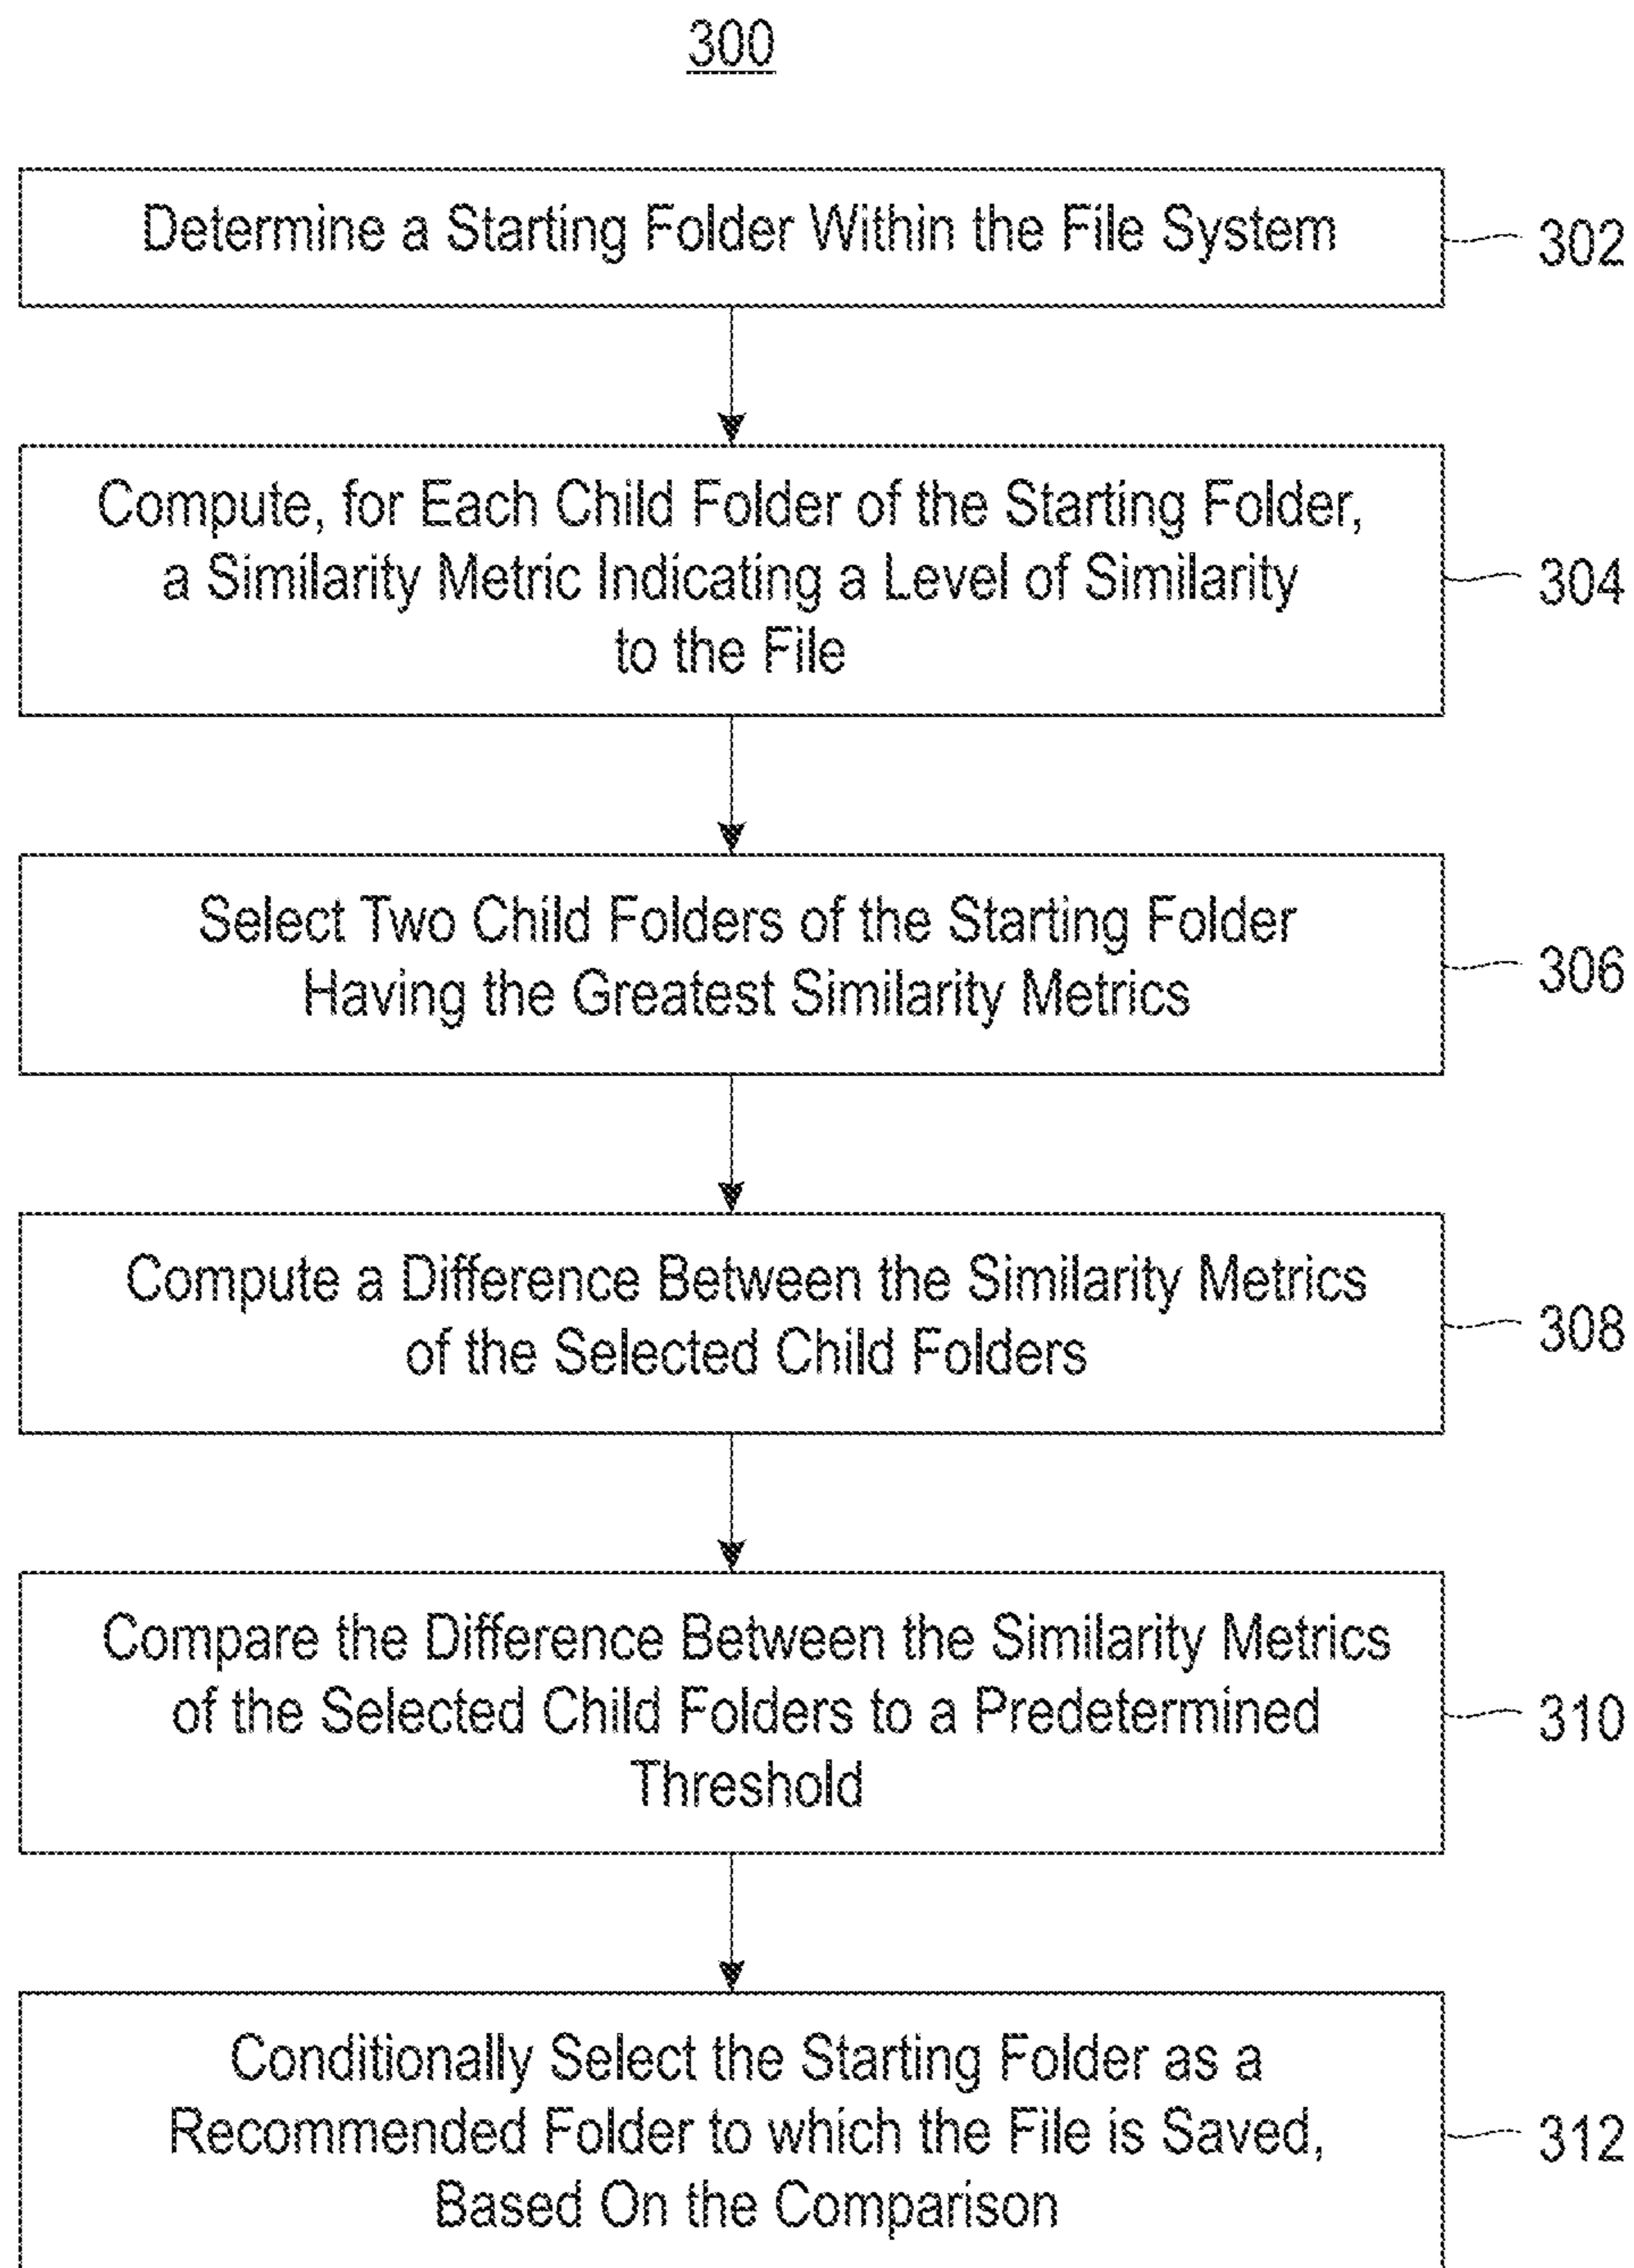 300
Determine a Starting Folder Within the File System
302
Compute, for Each Child Folder of the Starting Folder,
a Similarity Metric Indicating a Level of Similarity
to the File
304
Select Two Child Folders of the Starting Folder
Having the Greatest Similarity Metrics
306
Compute a Difference Between the Similarity Metrics
of the Selected Child Folders
308
Compare the Difference Between the Similarity Metrics
of the Selected Child Folders to a Predetermined
Threshold
310
Conditionally Select the Starting Folder as a
Recommended Folder to which the File is Saved,
Based On the Comparison
312